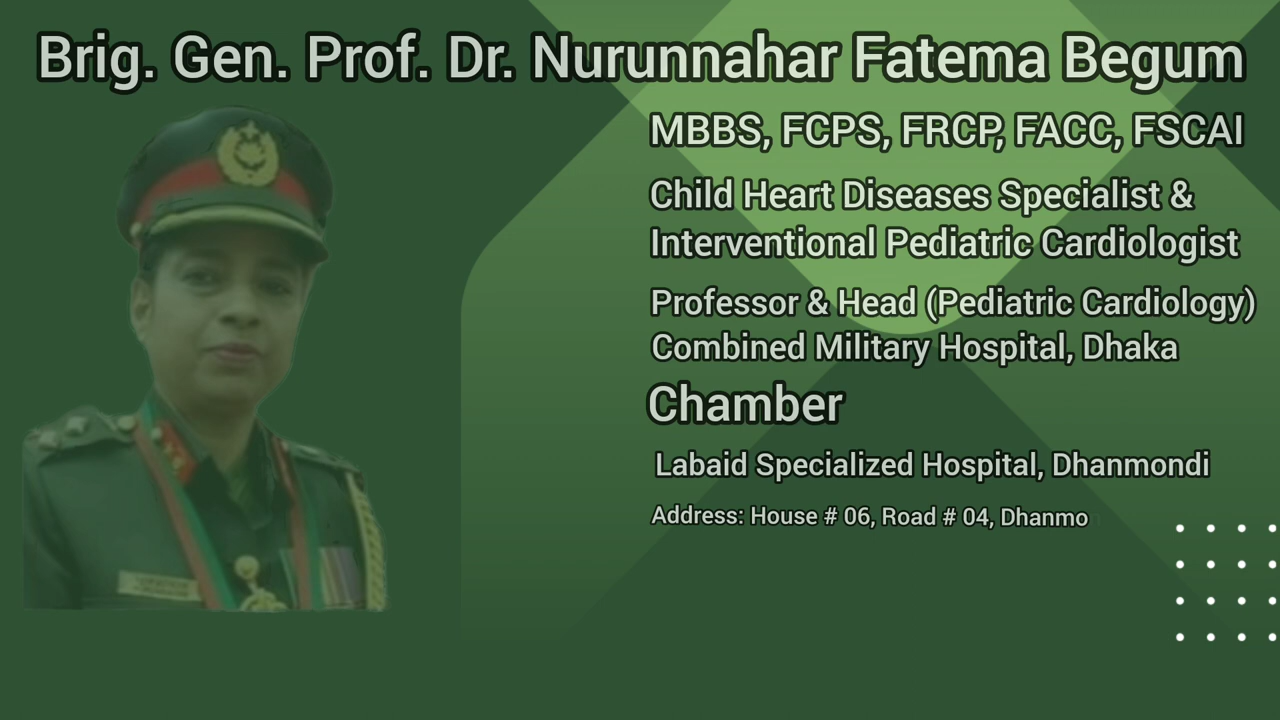 Brig. Gen. Prof. Dr. Nurunnahar Fatema Begum
MBBS, FCPS, FRCP, FACC, FSCAI
Child Heart Diseases Specialist &
Interventional Pediatric Cardiologist
Professor & Head (Pediatric Cardiology)
Combined Military Hospital, Dhaka
Chamber
Labaid Specialized Hospital, Dhanmondi
Address: House # 06, Road # 04, Dhanmo